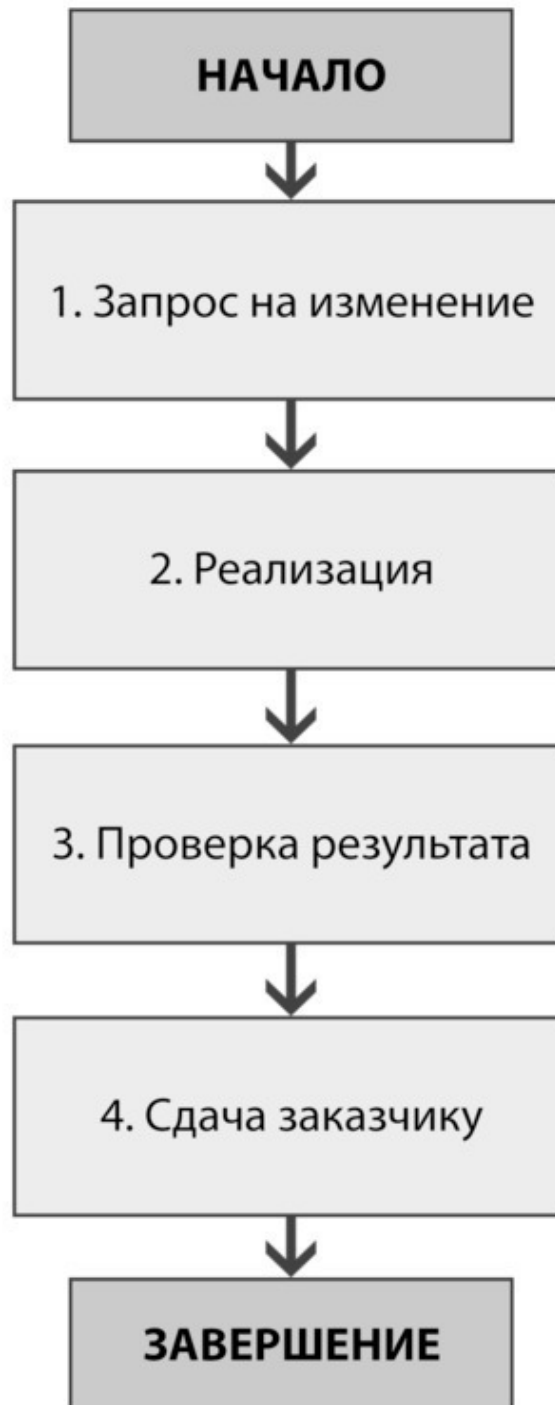 НАЧАЛО
1. Запрос на изменение
2. Реализация
3. Проверка результата
4. Сдача заказчику
ЗАВЕРШЕНИЕ